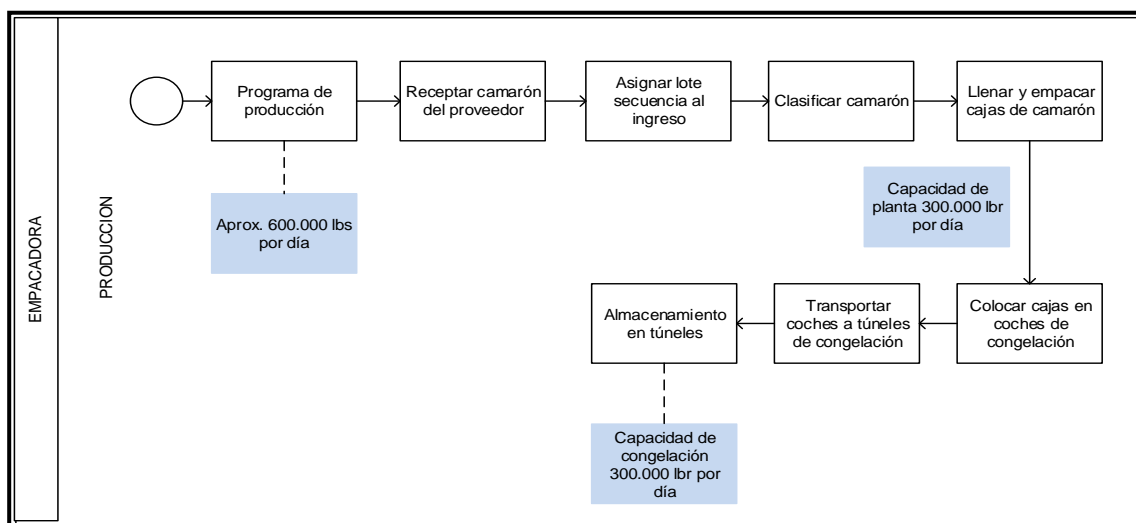 EMPACADORA
PRODUCCION
Programa de
producción
Receptar camarón
del proveedor
Asignar lote
secuencia al
ingreso
Clasificar camarón
Llenar y empacar
cajas de camarón
Aprox. 600.000 lbs
por día
Capacidad de
planta 300.000 lbr
por día
Almacenamiento
en túneles
Transportar
coches a túneles
de congelación
Colocar cajas en
coches de
congelación
Capacidad de
congelación
300.000 lbr por
día